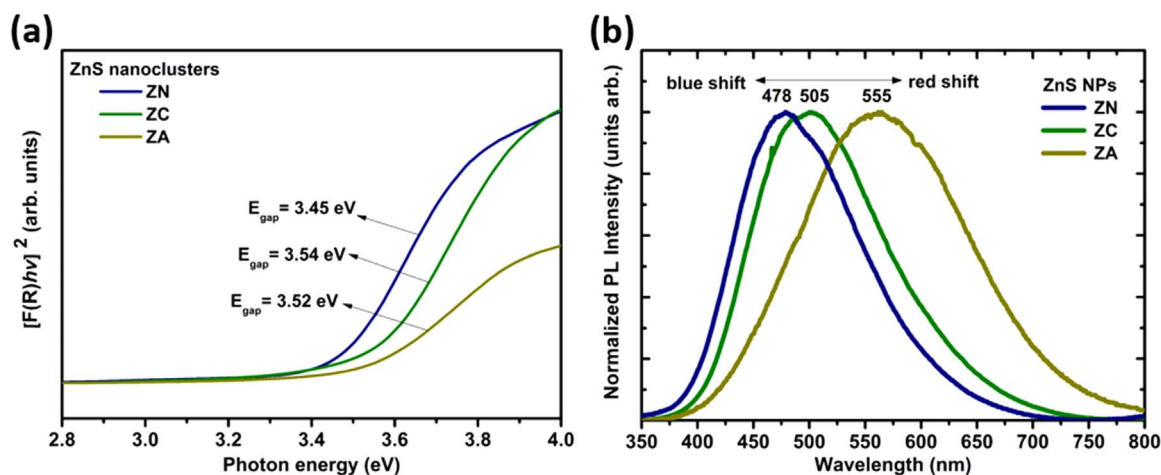 (a)
ZnS nanoclusters
ZN
ZC
ZA
E_gap = 3.45 eV
E_gap = 3.54 eV
E_gap = 3.52 eV
[F(R)hν] ² (arb. units)
2.8 3.0 3.2 3.4 3.6 3.8 4.0
Photon energy (eV)
(b)
blue shift red shift
478 505 555
ZnS NPs
ZN
ZC
ZA
Normalized PL Intensity (units arb.)
350 400 450 500 550 600 650 700 750 800
Wavelength (nm)